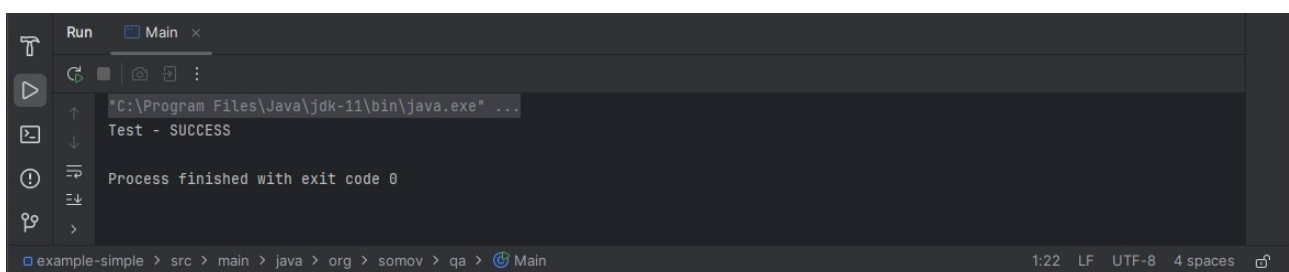 Run Main
"C:\Program Files\Java\jdk-11\bin\java.exe" ...
Test - SUCCESS
Process finished with exit code 0
example-simple > src > main > java > org > somov > qa > Main 1:22 LF UTF-8 4 spaces